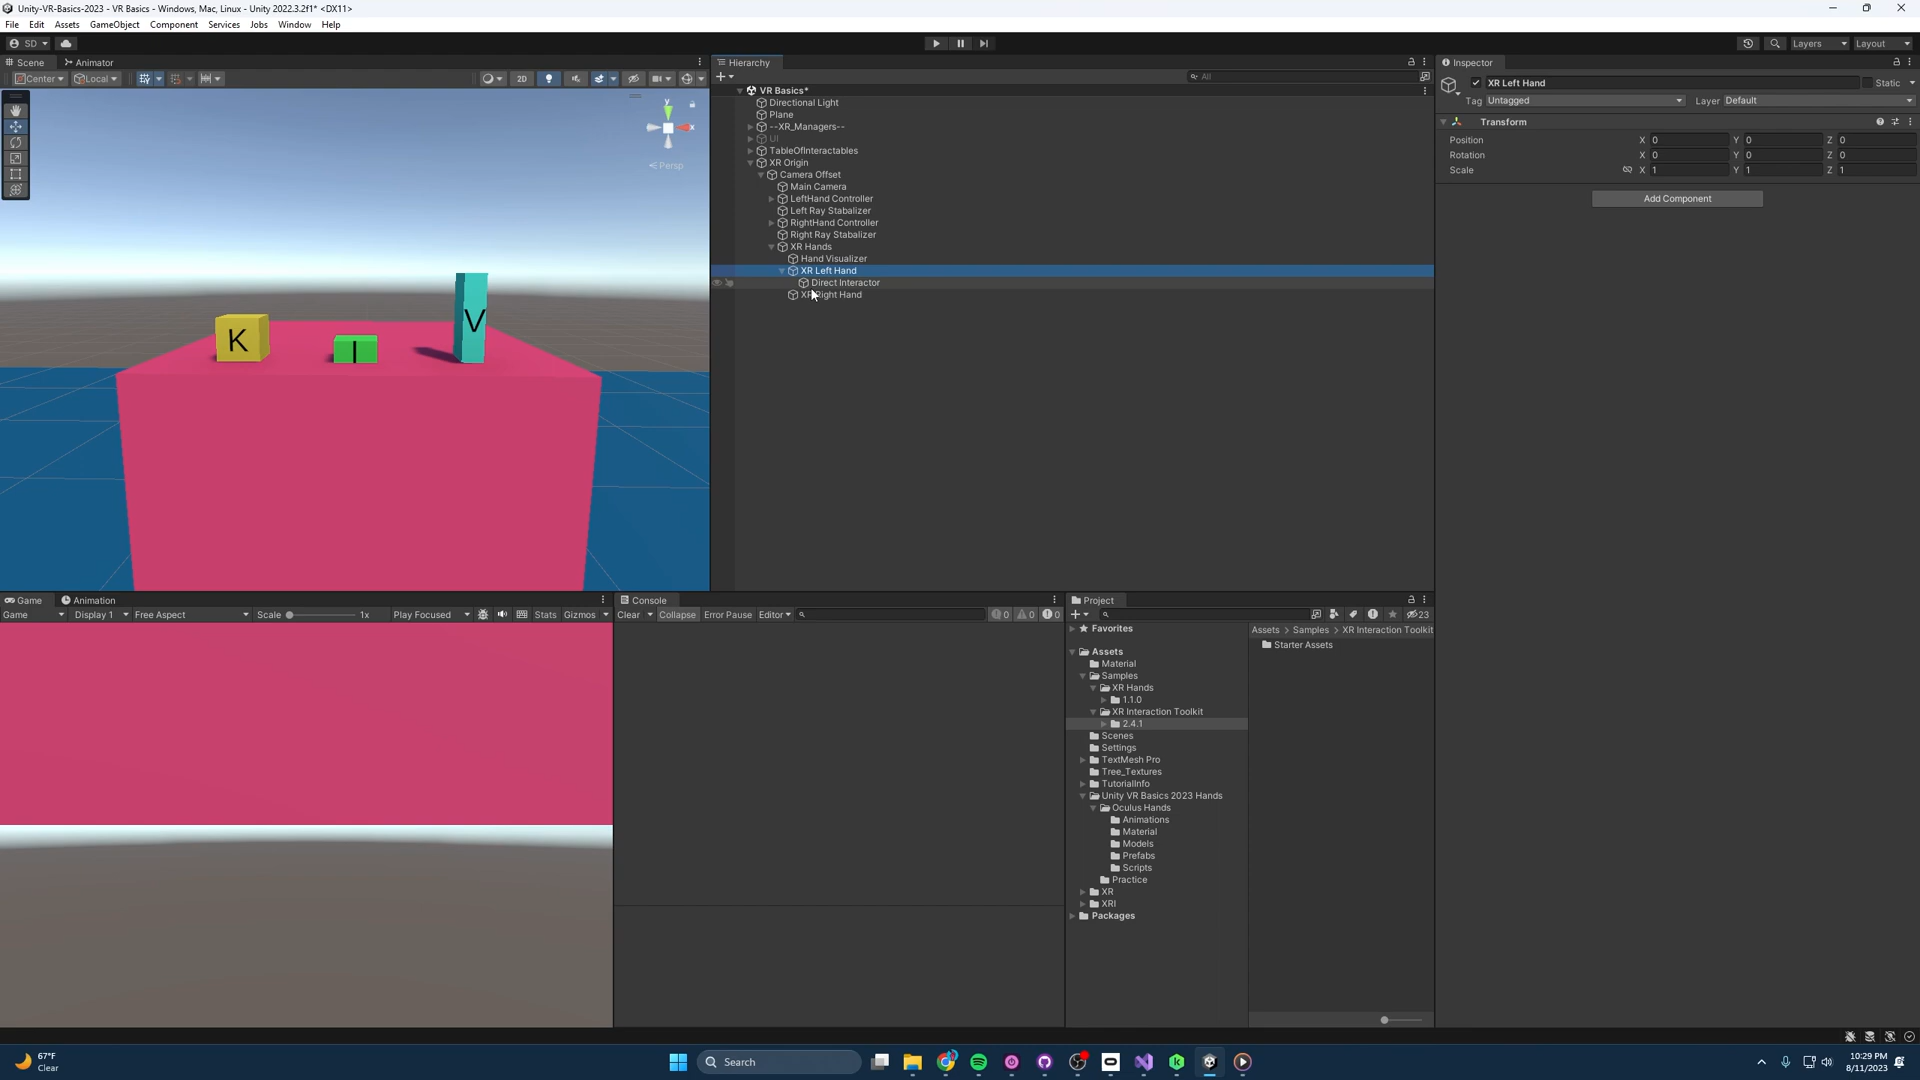 Unity-VR-Basics-2023 - VR Basics - Windows, Mac, Linux - Unity 2022.3.2f1* <DX11>
File Edit Assets GameObject Component Services Jobs Window Help
SD Layers Layout
Scene Animator
Center Local 2D
y
x
Persp
K
I
V
Hierarchy
All
VR Basics*
Directional Light
Plane
--XR_Managers--
UI
TableOfInteractables
XR Origin
Camera Offset
Main Camera
LeftHand Controller
Left Ray Stabalizer
RightHand Controller
Right Ray Stabalizer
XR Hands
Hand Visualizer
XR Left Hand
Direct Interactor
XR Right Hand
Inspector
XR Left Hand Static
Tag Untagged Layer Default
Transform
Position X 0 Y 0 Z 0
Rotation X 0 Y 0 Z 0
Scale X 1 Y 1 Z 1
Add Component
Game Animation
Game Display 1 Free Aspect Scale 1x Play Focused Stats Gizmos
Console
Clear Collapse Error Pause Editor 0 0 0
Project
23
Favorites
Assets
Material
Samples
XR Hands
1.1.0
XR Interaction Toolkit
2.4.1
Scenes
Settings
TextMesh Pro
Tree_Textures
TutorialInfo
Unity VR Basics 2023 Hands
Oculus Hands
Animations
Material
Models
Prefabs
Scripts
Practice
XR
XRI
Packages
Assets > Samples > XR Interaction Toolkit
Starter Assets
67°F
Clear
Search
10:29 PM
8/11/2023